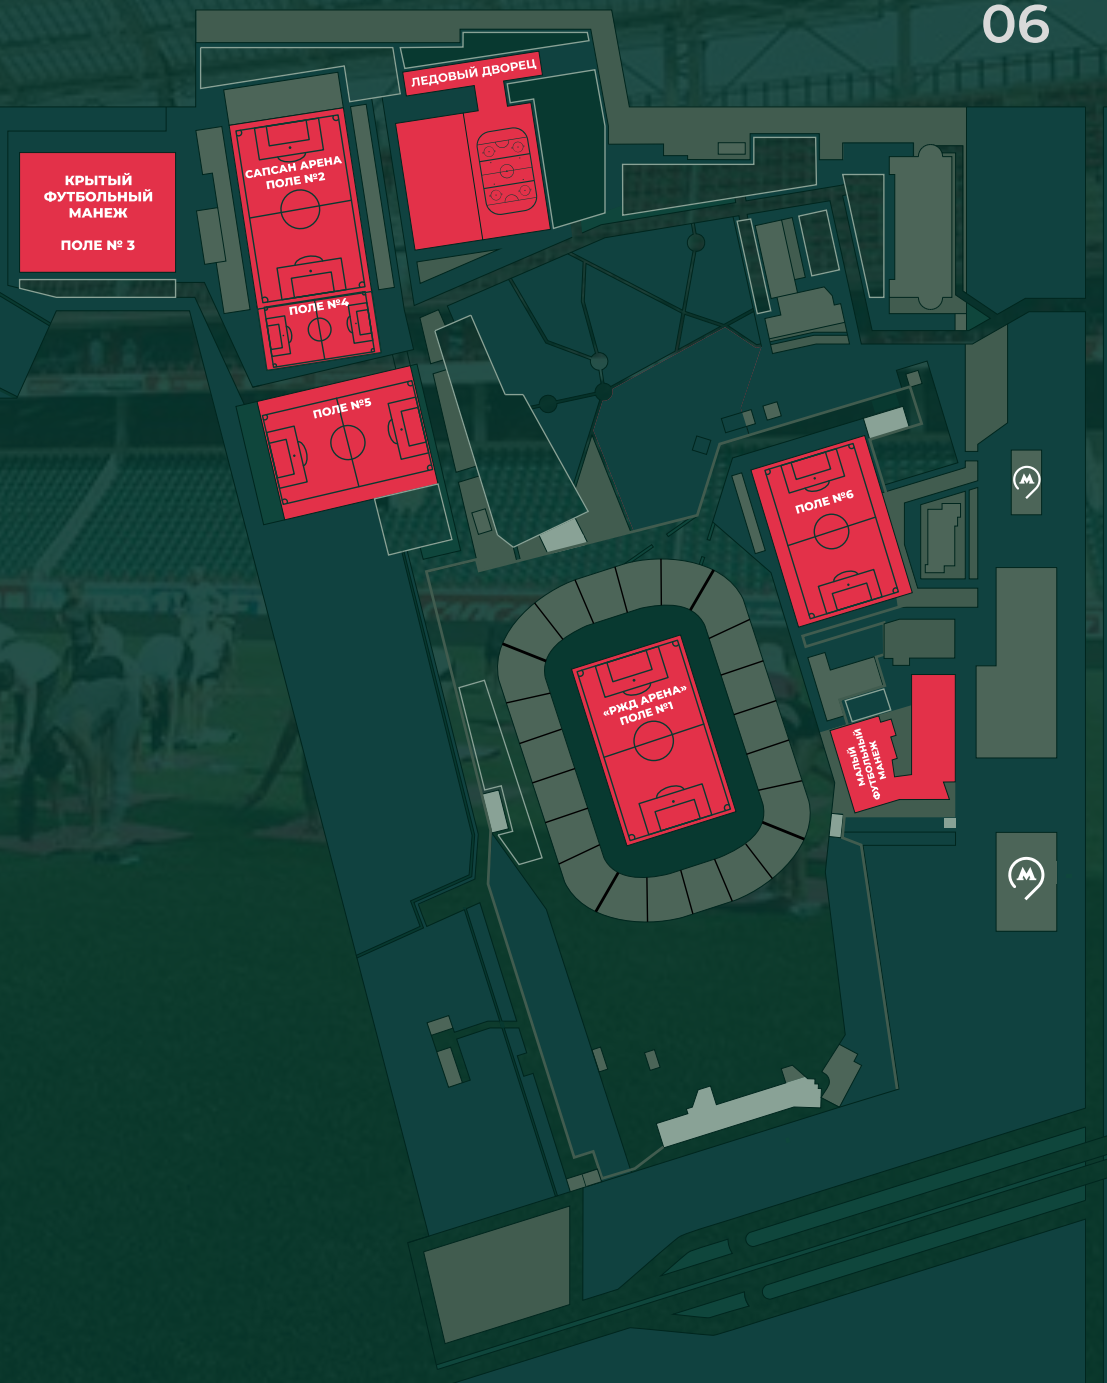 06
ЛЕДОВЫЙ ДВОРЕЦ
САПСАН АРЕНА
ПОЛЕ №2
КРЫТЫЙ
ФУТБОЛЬНЫЙ
МАНЕЖ
ПОЛЕ № 3
ПОЛЕ №4
ПОЛЕ №5
ПОЛЕ №6
«РЖД АРЕНА»
ПОЛЕ №1
МАЛЫЙ
ФУТБОЛЬНЫЙ
МАНЕЖ
М
М